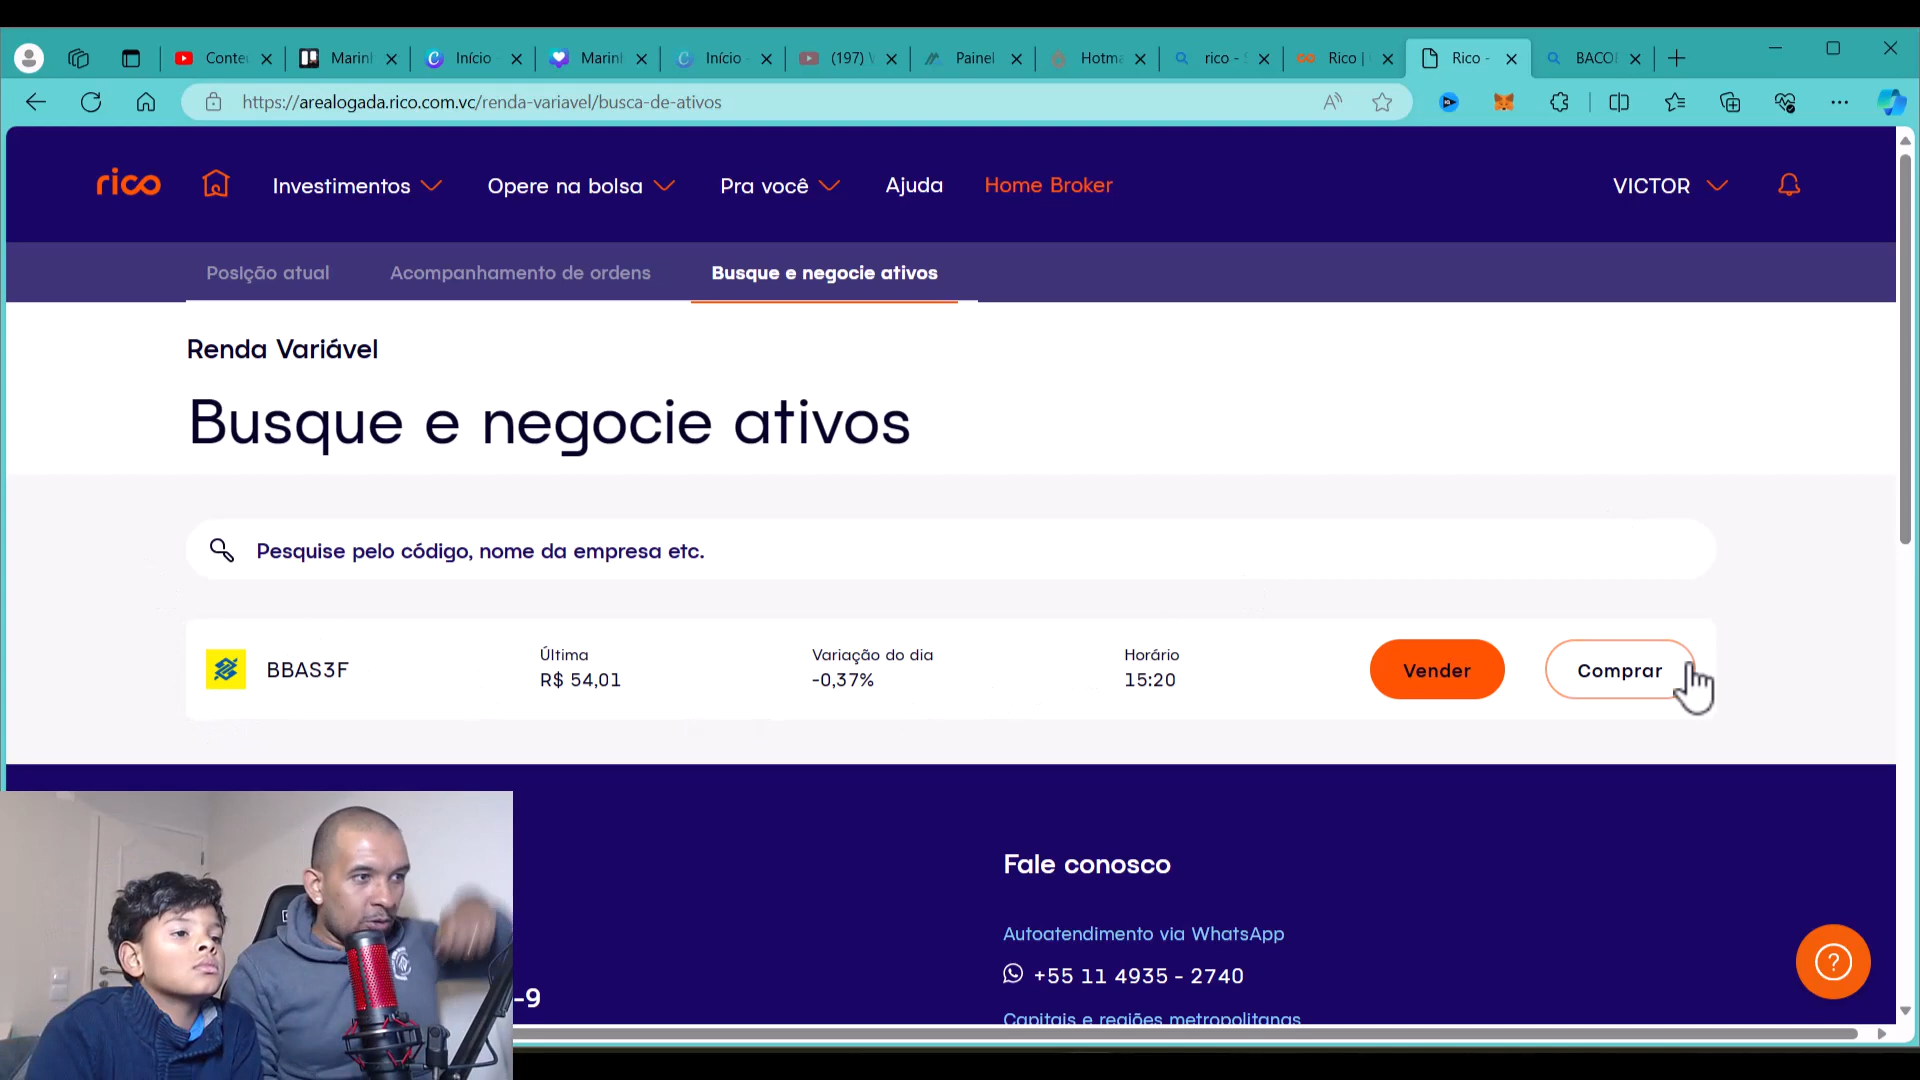 Conte
Marinl
Início
Marinl
Início
(197)
Painel
Hotma
rico -
Rico |
Rico -
BACO
https://arealogada.rico.com.vc/renda-variavel/busca-de-ativos
rico
Investimentos
Opere na bolsa
Pra você
Ajuda
Home Broker
VICTOR
Posição atual
Acompanhamento de ordens
Busque e negocie ativos
Renda Variável
Busque e negocie ativos
Pesquise pelo código, nome da empresa etc.
BBAS3F
Última
R$ 54,01
Variação do dia
-0,37%
Horário
15:20
Vender
Comprar
Fale conosco
Autoatendimento via WhatsApp
+55 11 4935 - 2740
-9
Capitais e regiões metropolitanas